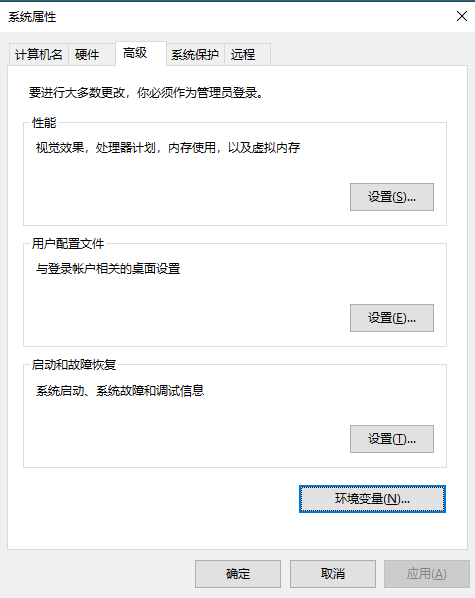 系统属性
计算机名 硬件 高级 系统保护 远程
要进行大多数更改，你必须作为管理员登录。
性能
视觉效果，处理器计划，内存使用，以及虚拟内存
设置(S)...
用户配置文件
与登录帐户相关的桌面设置
设置(E)...
启动和故障恢复
系统启动、系统故障和调试信息
设置(T)...
环境变量(N)...
确定 取消 应用(A)